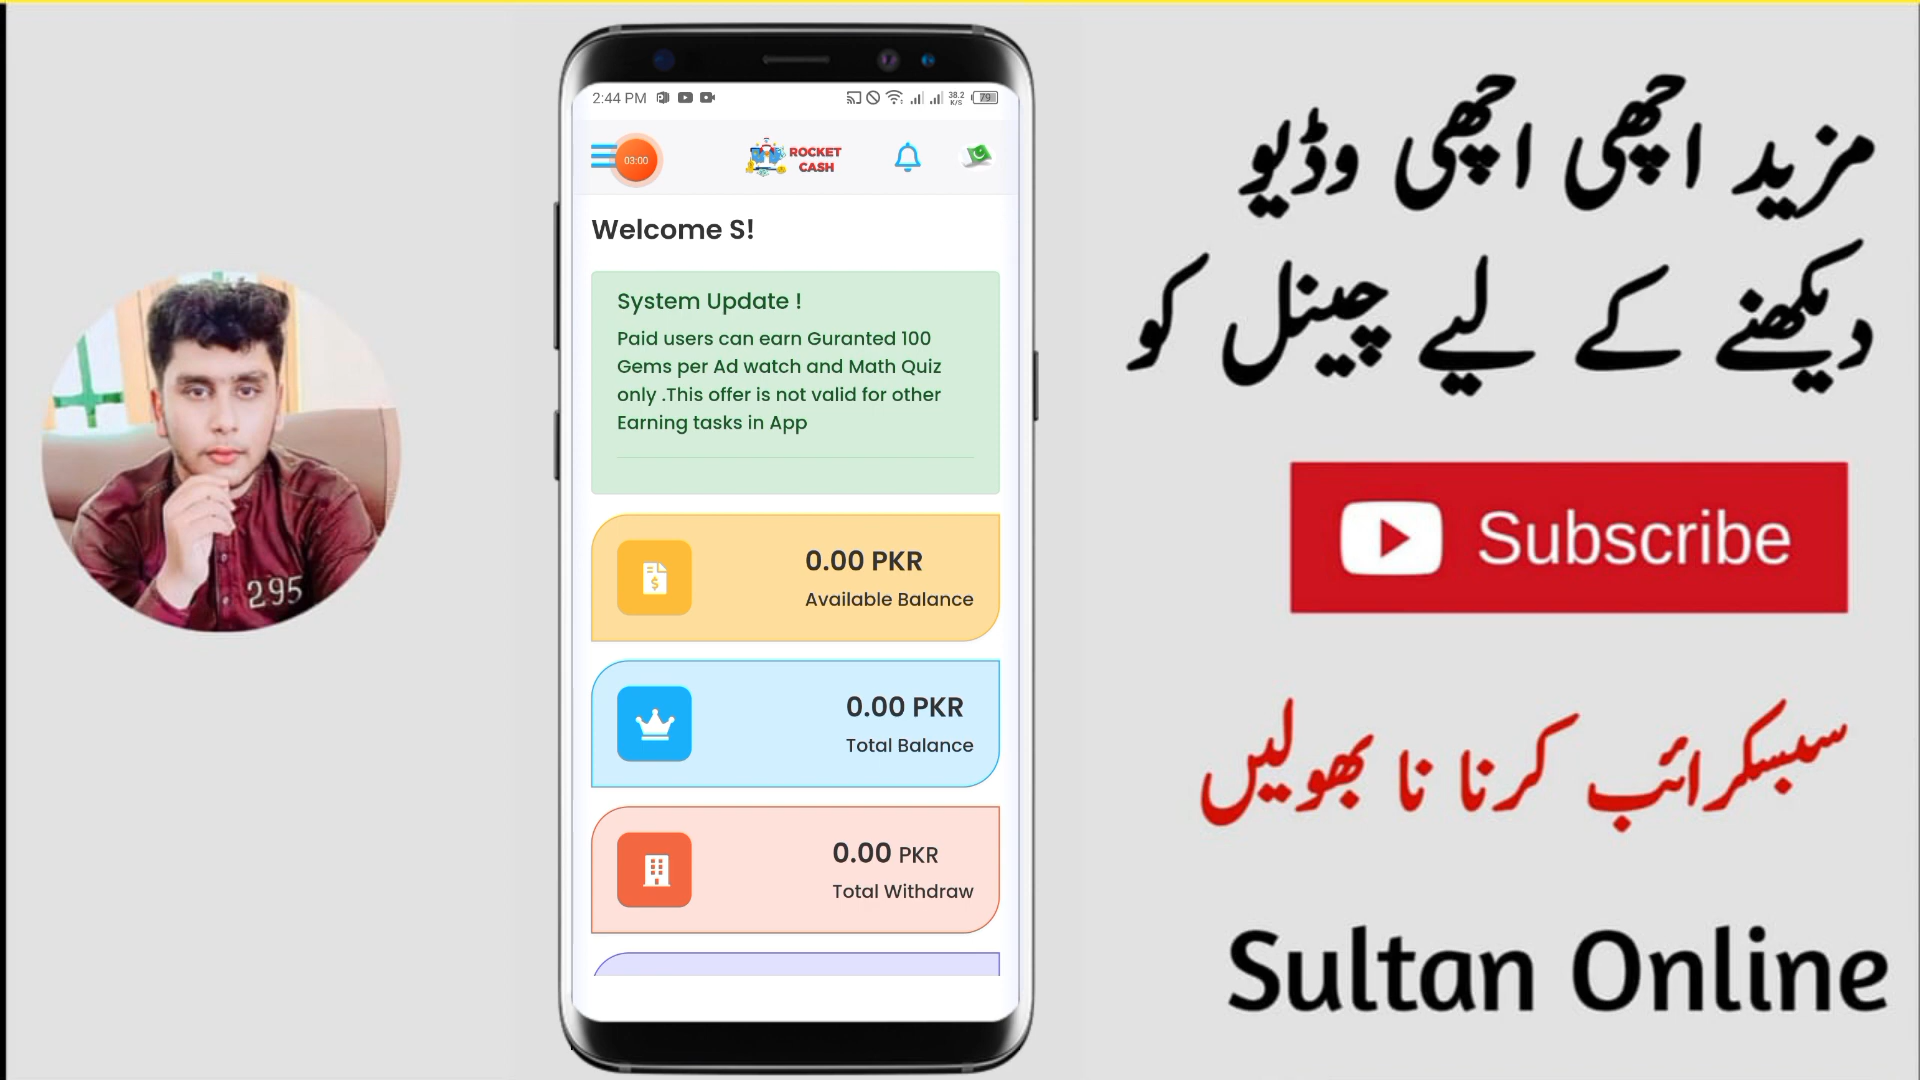 2:44 PM
38.2
K/S
79
03:00
ROCKET
CASH
Welcome S!
System Update !
Paid users can earn Guranted 100
Gems per Ad watch and Math Quiz
only .This offer is not valid for other
Earning tasks in App
0.00 PKR
Available Balance
0.00 PKR
Total Balance
0.00 PKR
Total Withdraw
295
مزید اچھی اچھی وڈیو
دیکھنے کے لیے چینل کو
Subscribe
سبسکرائب کرنا نا بھولیں
Sultan Online